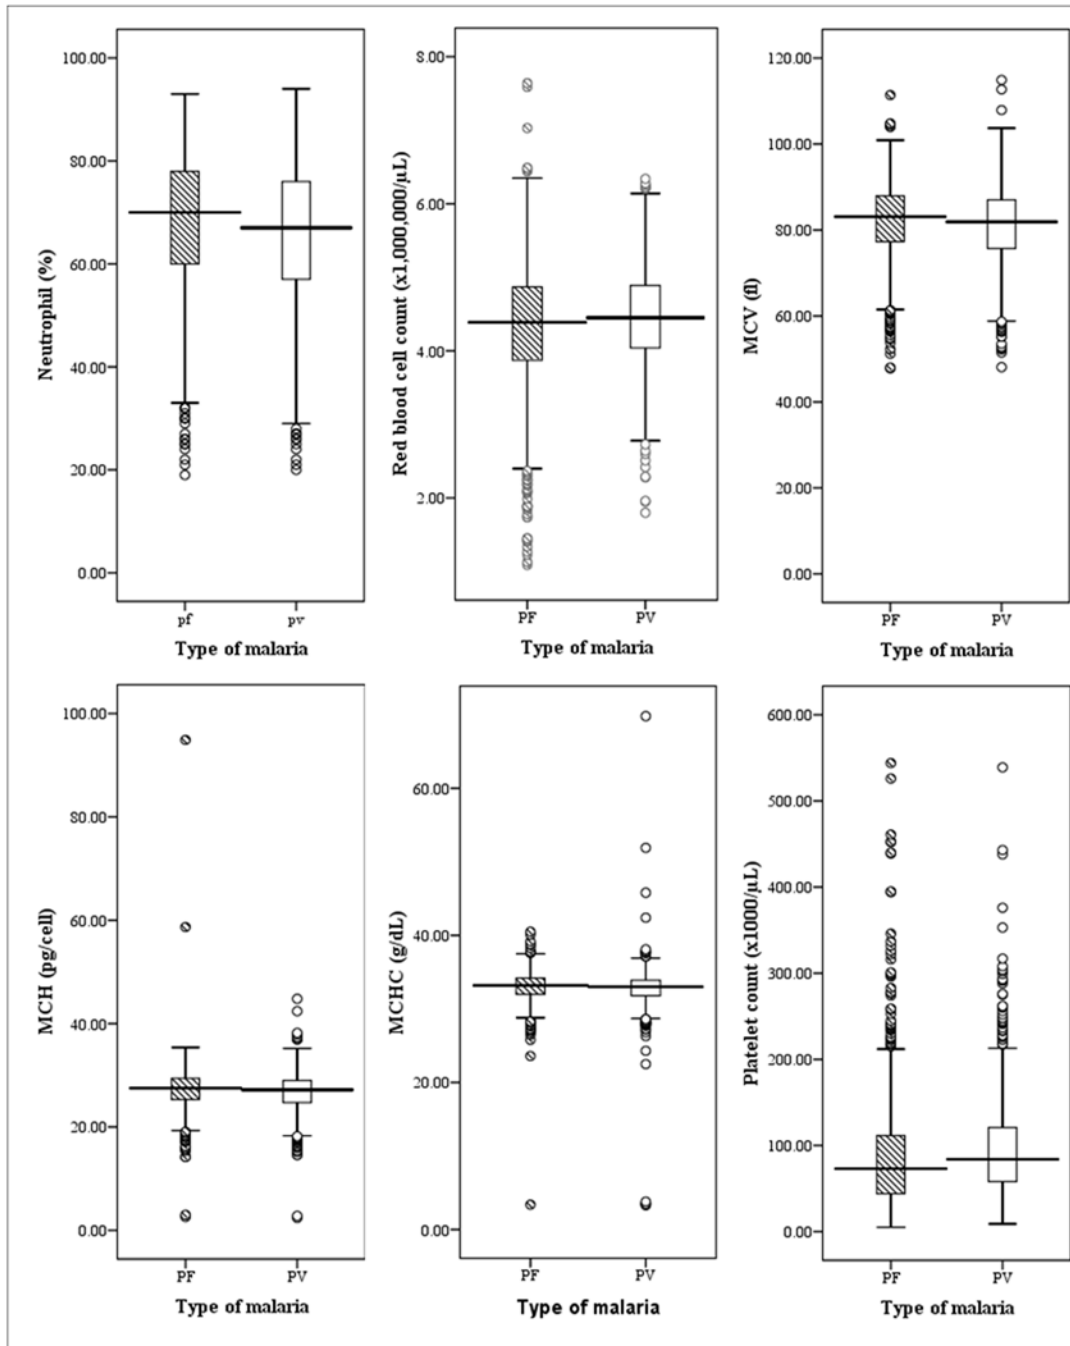 Neutrophil (%)
100.00
80.00
60.00
40.00
20.00
0.00
pf
pv
Type of malaria
Red blood cell count (x1,000,000/µL)
8.00
6.00
4.00
2.00
PF
PV
Type of malaria
MCV (fl)
120.00
100.00
80.00
60.00
40.00
20.00
0.00
PF
PV
Type of malaria
MCH (pg/cell)
100.00
80.00
60.00
40.00
20.00
0.00
PF
PV
Type of malaria
MCHC (g/dL)
60.00
40.00
20.00
0.00
PF
PV
Type of malaria
Platelet count (x1000/µL)
600.00
500.00
400.00
300.00
200.00
100.00
0.00
PF
PV
Type of malaria